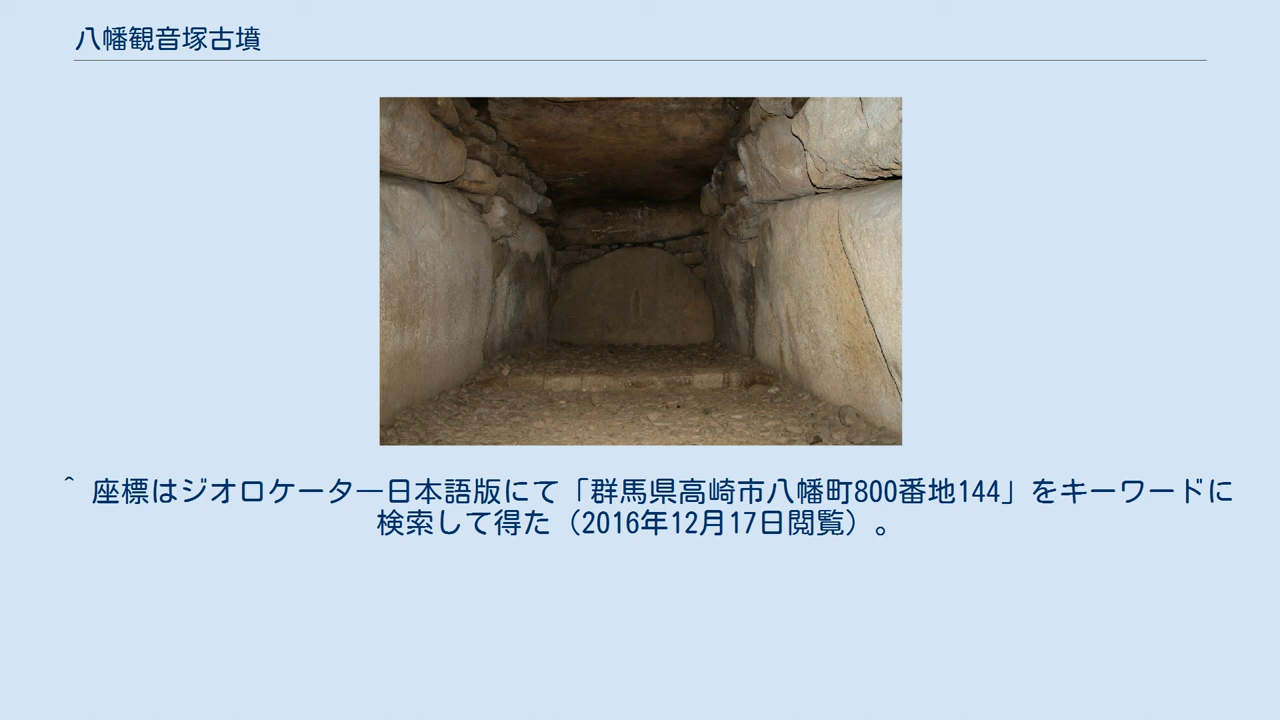 八幡観音塚古墳
^ 座標はジオロケーター日本語版にて「群馬県高崎市八幡町800番地144」をキーワードに
検索して得た（2016年12月17日閲覧）。